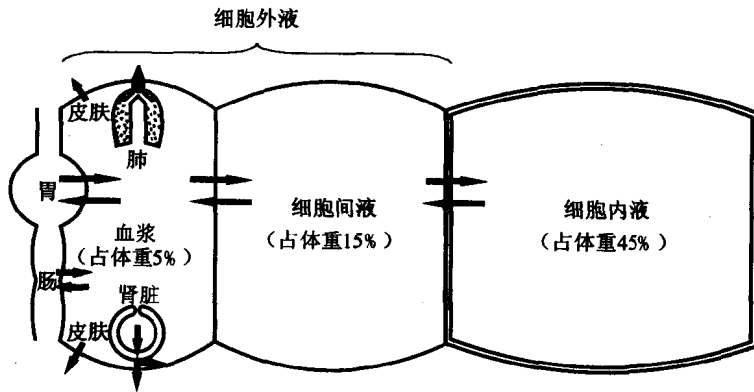 细胞外液
皮肤
肺
胃
血浆
（占体重5%）
肠
肾脏
皮肤
细胞间液
（占体重15%）
细胞内液
（占体重45%）